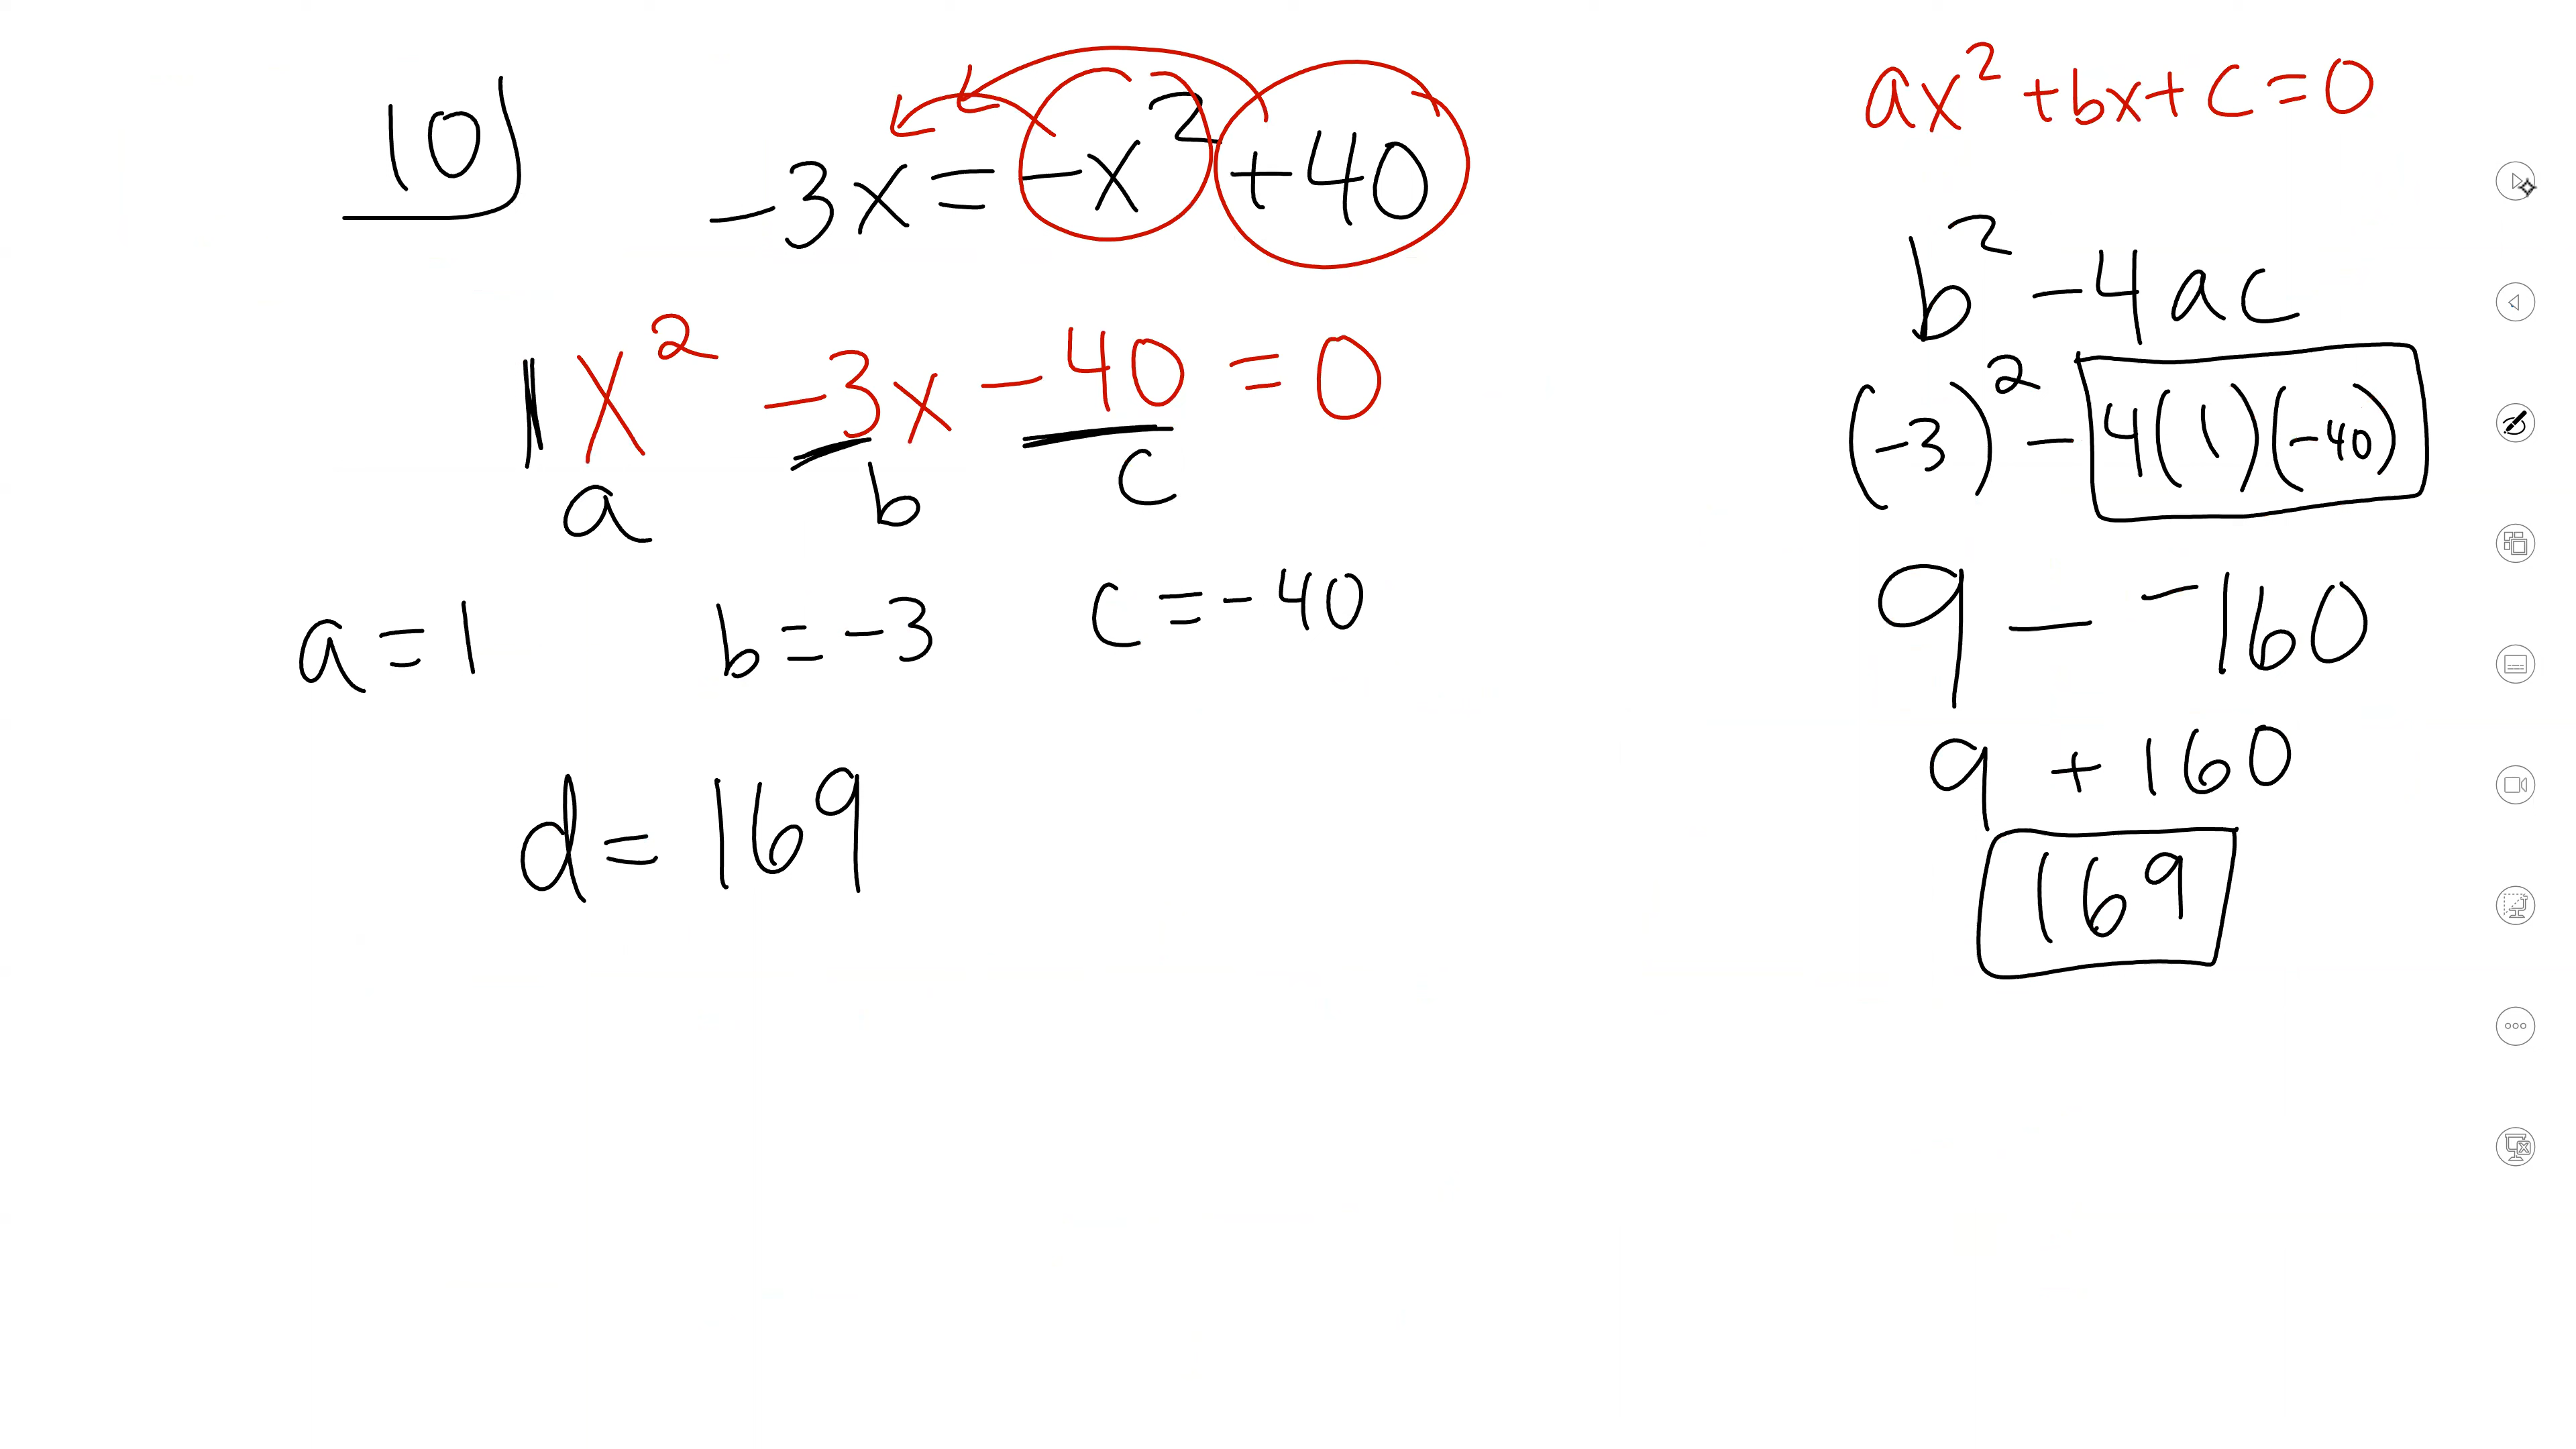 10)
-3x = -x² + 40
1x² - 3x - 40 = 0
a b c
a = 1 b = -3 c = -40
d = 169
ax² + bx + c = 0
b² - 4ac
(-3)² - 4(1)(-40)
9 - -160
9 + 160
169